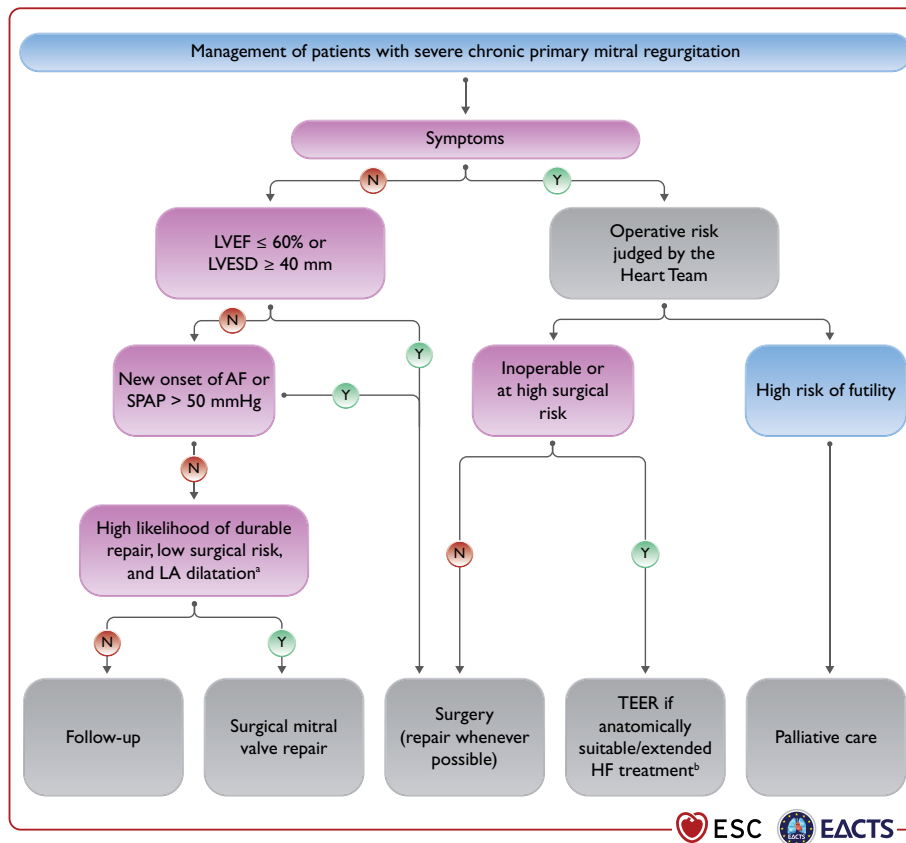 Management of patients with severe chronic primary mitral regurgitation
Symptoms
N
Y
LVEF ≤ 60% or
LVESD ≥ 40 mm
Operative risk
judged by the
Heart Team
N
Y
New onset of AF or
SPAP > 50 mmHg
Y
Inoperable or
at high surgical
risk
High risk of futility
N
High likelihood of durable
repair, low surgical risk,
and LA dilatationᵃ
N
Y
N
Y
Follow-up
Surgical mitral
valve repair
Surgery
(repair whenever
possible)
TEER if
anatomically
suitable/extended
HF treatmentᵇ
Palliative care
ESC
EACTS